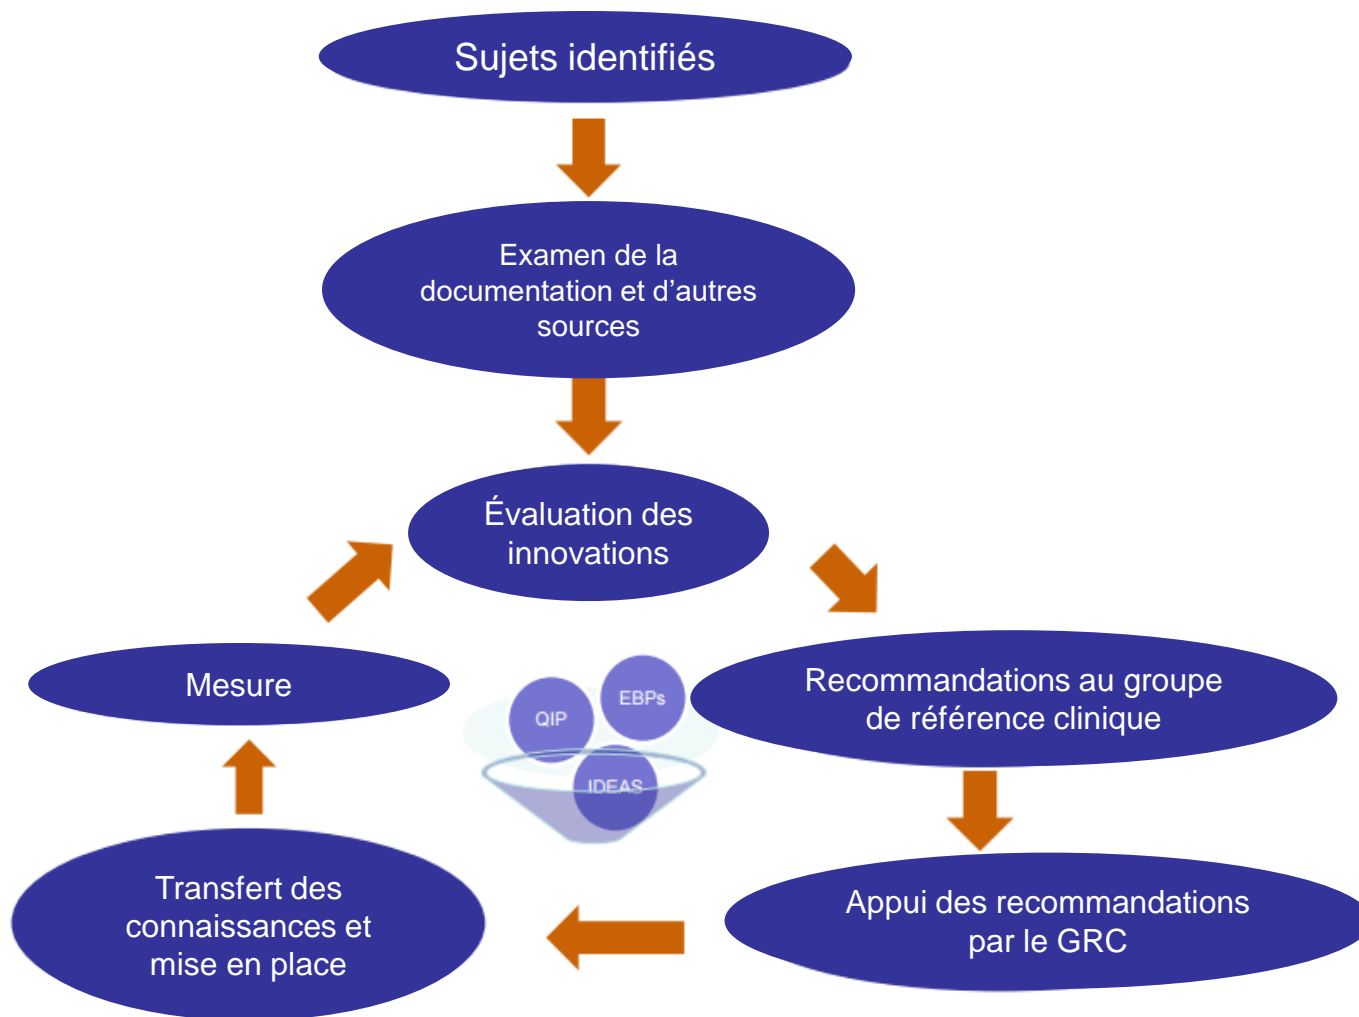 Sujets identifiés
Examen de la
documentation et d’autres
sources
Évaluation des
innovations
Mesure
QIP
EBPs
IDEAS
Recommandations au groupe
de référence clinique
Transfert des
connaissances et
mise en place
Appui des recommandations
par le GRC